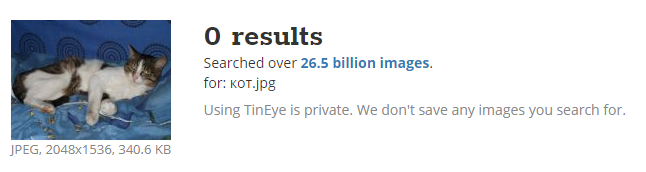 0 results
Searched over 26.5 billion images.
for: кот.jpg
Using TinEye is private. We don't save any images you search for.
JPEG, 2048x1536, 340.6 KB